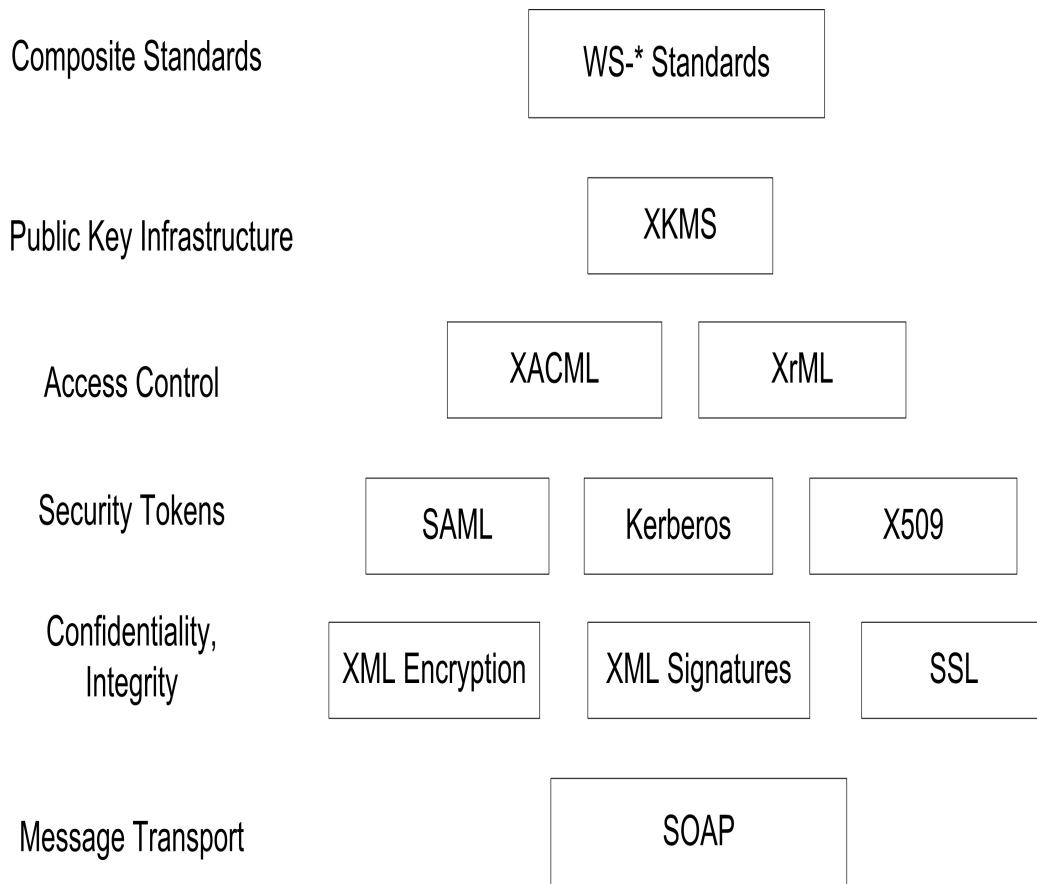 Composite Standards
WS-* Standards
Public Key Infrastructure
XKMS
Access Control
XACML
XrML
Security Tokens
SAML
Kerberos
X509
Confidentiality,
Integrity
XML Encryption
XML Signatures
SSL
Message Transport
SOAP